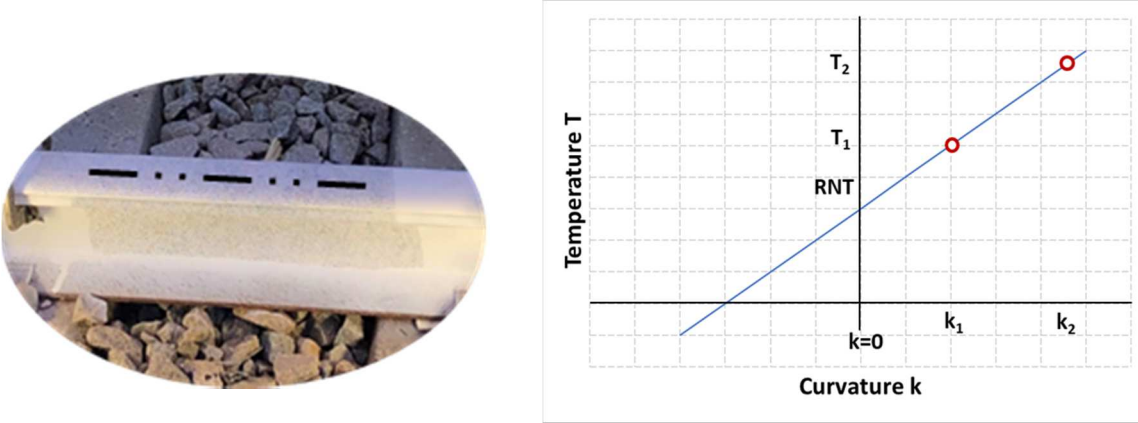 T₂
T₁
RNT
Temperature T
k₁
k₂
k=0
Curvature k